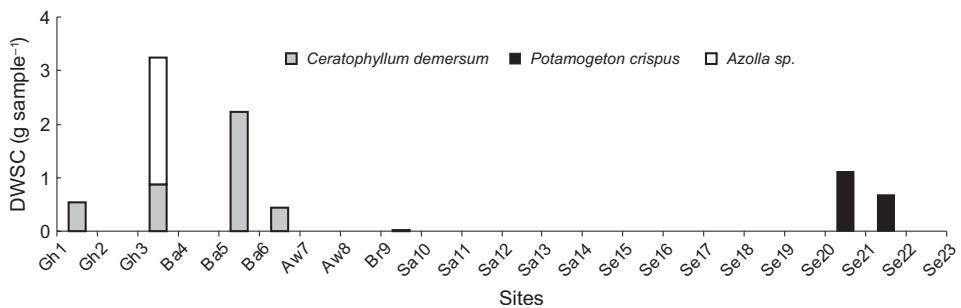 DWSC (g sample⁻¹)
4
3
2
1
0
Ceratophyllum demersum Potamogeton crispus Azolla sp.
Gh1 Gh2 Gh3 Ba4 Ba5 Ba6 Aw7 Aw8 Br9 Sa10 Sa11 Sa12 Sa13 Sa14 Se15 Se16 Se17 Se18 Se19 Se20 Se21 Se22 Se23
Sites